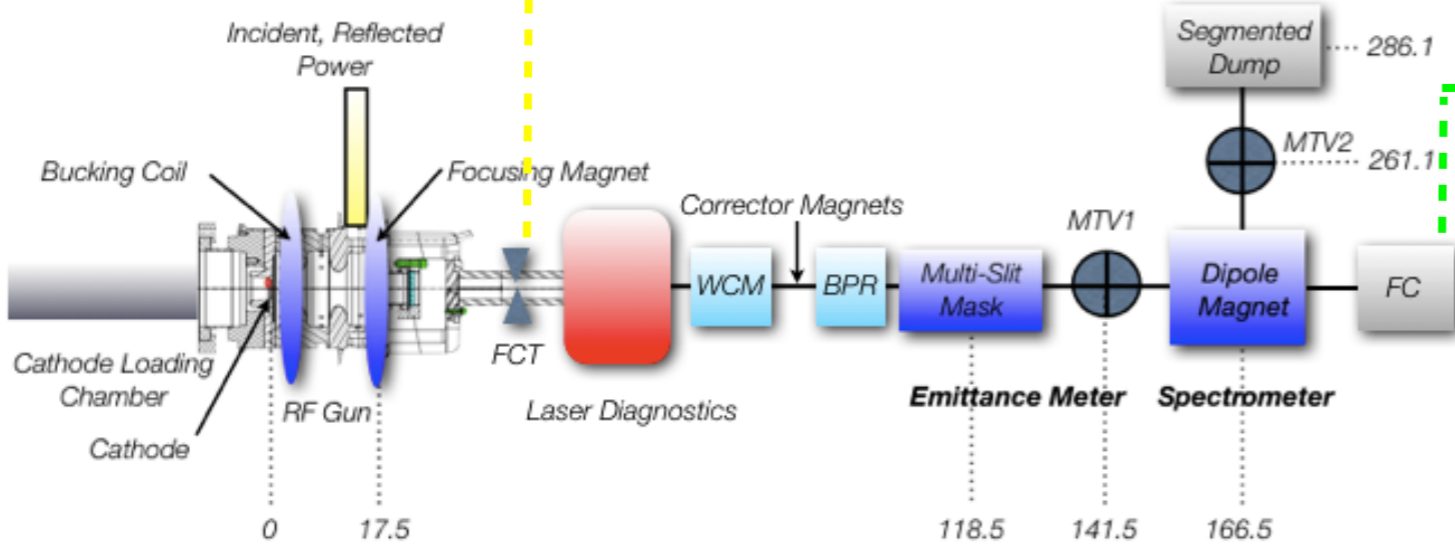 Incident, Reflected
Power
Segmented
Dump
286.1
Bucking Coil
Focusing Magnet
MTV2
261.1
Corrector Magnets
MTV1
WCM
BPR
Multi-Slit
Mask
Dipole
Magnet
FC
FCT
Cathode Loading
Chamber
RF Gun
Laser Diagnostics
Emittance Meter
Spectrometer
Cathode
0
17.5
118.5
141.5
166.5